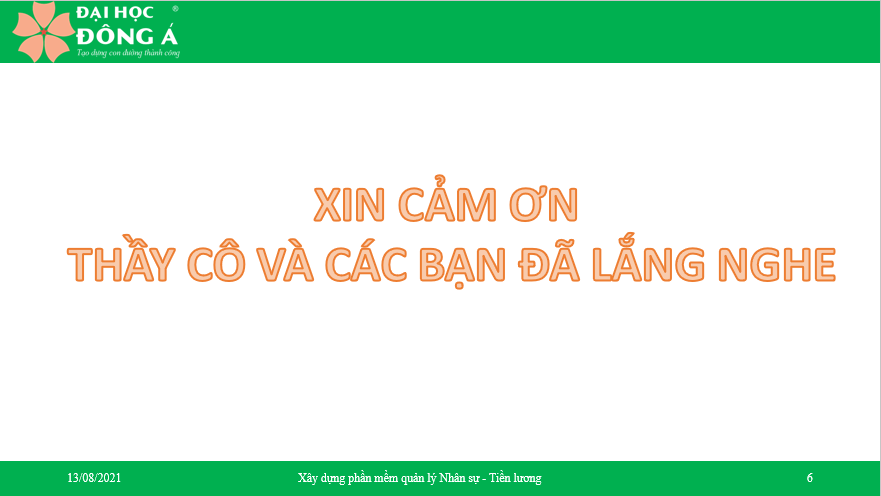 ĐẠI HỌC ®
ĐÔNG Á
Tạo dựng con đường thành công
XIN CẢM ƠN
THẦY CÔ VÀ CÁC BẠN ĐÃ LẮNG NGHE
13/08/2021 Xây dựng phần mềm quản lý Nhân sự - Tiền lương 6